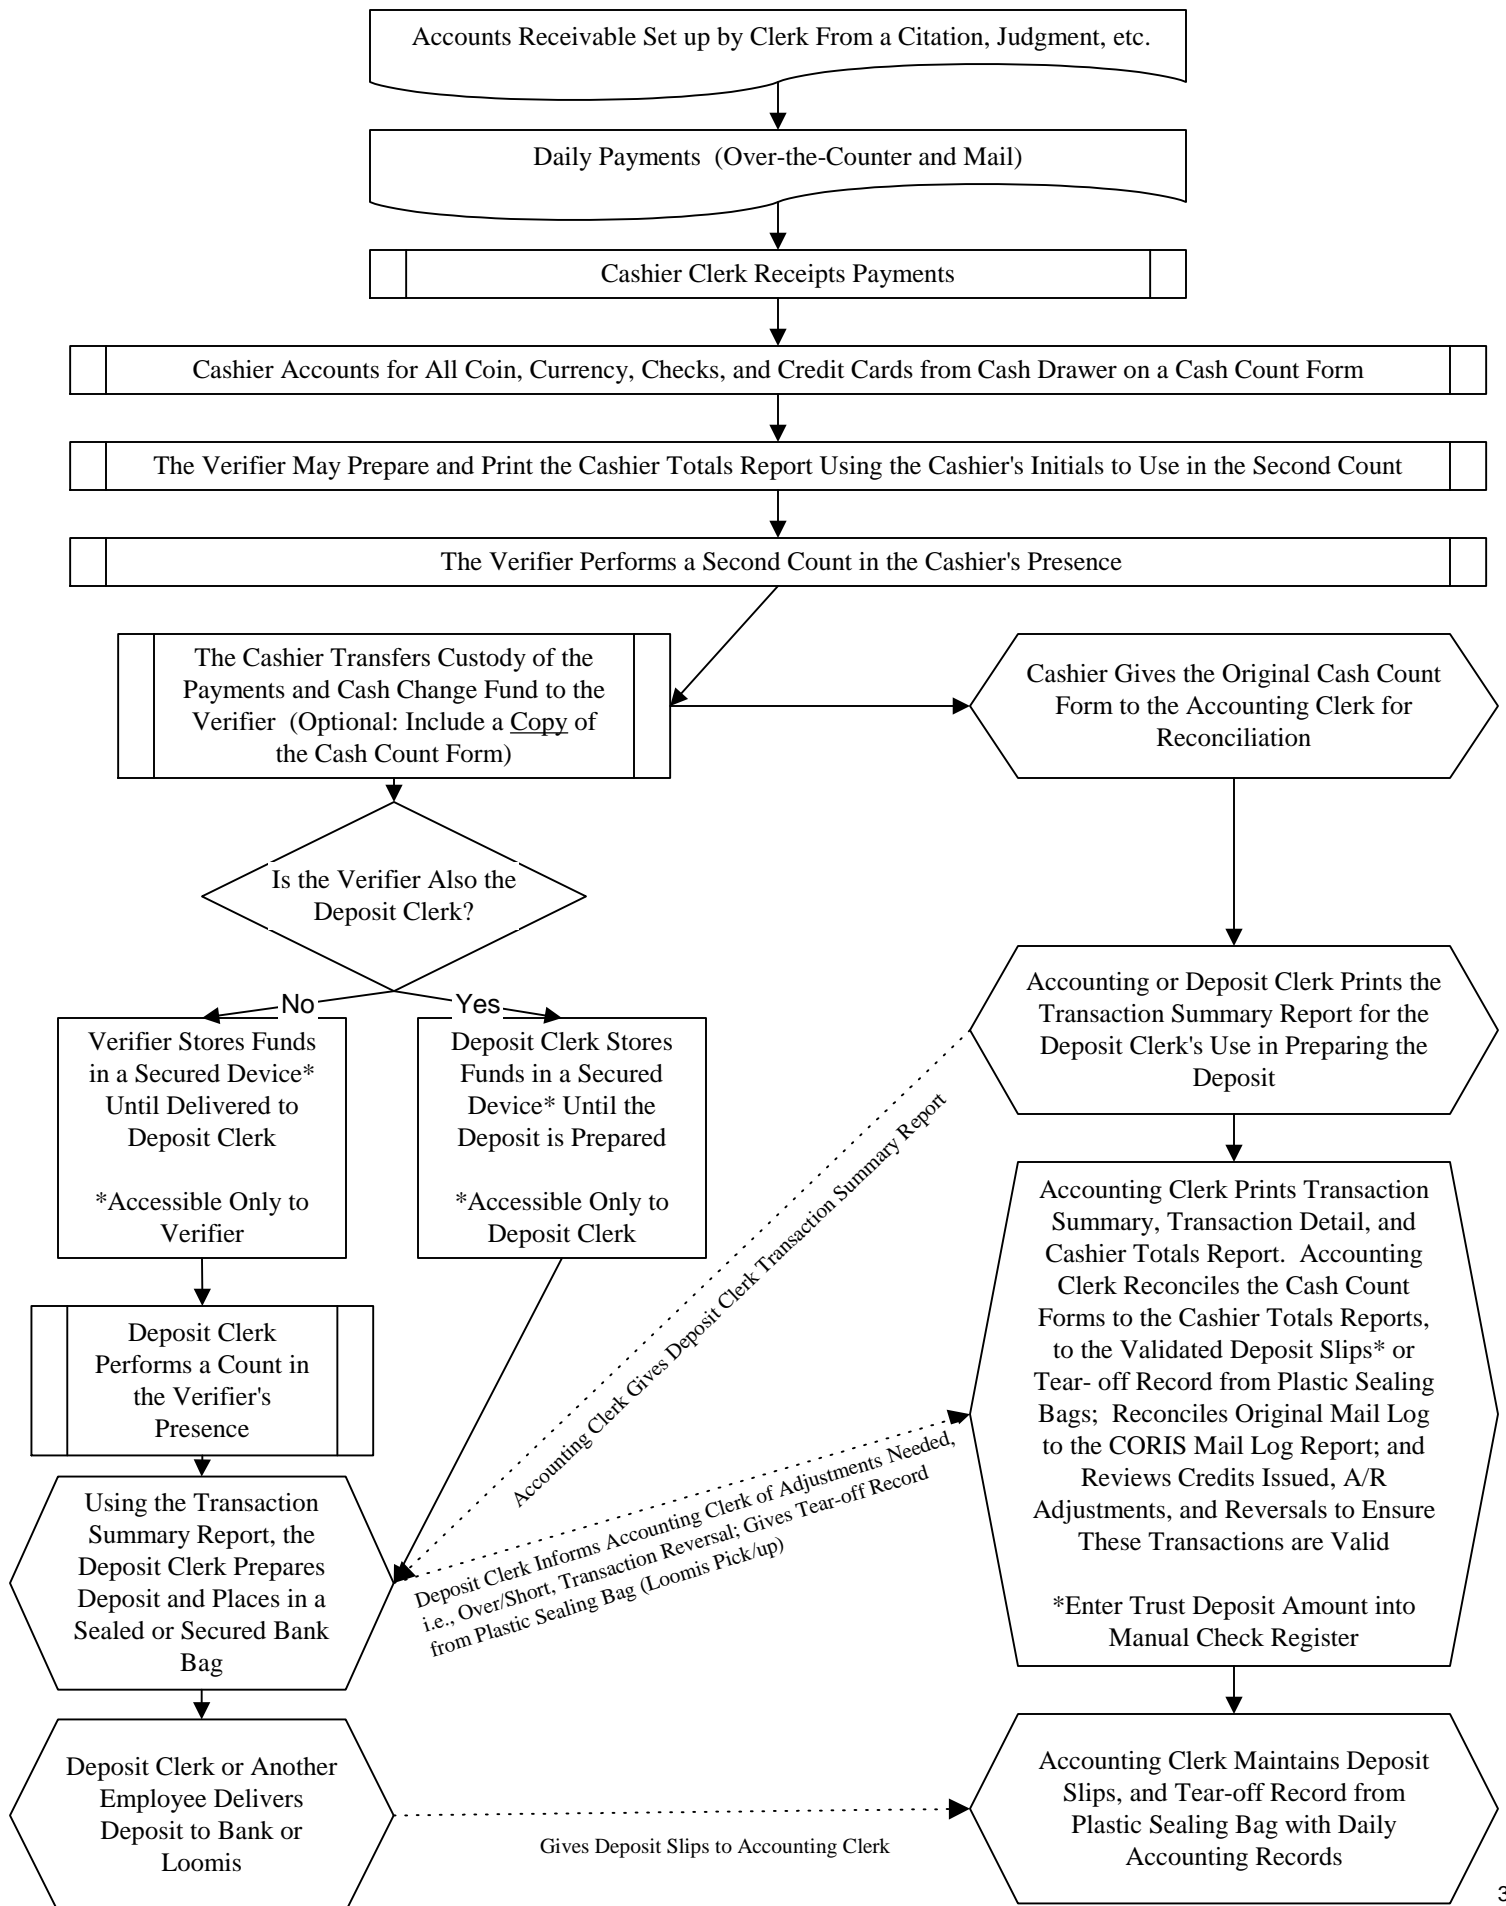 Accounts Receivable Set up by Clerk From a Citation, Judgment, etc.
Daily Payments  (Over-the-Counter and Mail)
Cashier Clerk Receipts Payments
Cashier Accounts for All Coin, Currency, Checks, and Credit Cards from Cash Drawer on a Cash Count Form
The Verifier May Prepare and Print the Cashier Totals Report Using the Cashier's Initials to Use in the Second Count
The Verifier Performs a Second Count in the Cashier's Presence
The Cashier Transfers Custody of the
Payments and Cash Change Fund to the
Verifier  (Optional: Include a Copy of
the Cash Count Form)
Cashier Gives the Original Cash Count
Form to the Accounting Clerk for
Reconciliation
Is the Verifier Also the
Deposit Clerk?
No
Yes
Verifier Stores Funds
in a Secured Device*
Until Delivered to
Deposit Clerk
*Accessible Only to
Verifier
Deposit Clerk Stores
Funds in a Secured
Device* Until the
Deposit is Prepared
*Accessible Only to
Deposit Clerk
Accounting or Deposit Clerk Prints the
Transaction Summary Report for the
Deposit Clerk's Use in Preparing the
Deposit
Accounting Clerk Gives Deposit Clerk Transaction Summary Report
Deposit Clerk
Performs a Count in
the Verifier's
Presence
Accounting Clerk Prints Transaction
Summary, Transaction Detail, and
Cashier Totals Report.  Accounting
Clerk Reconciles the Cash Count
Forms to the Cashier Totals Reports,
to the Validated Deposit Slips* or
Tear- off Record from Plastic Sealing
Bags;  Reconciles Original Mail Log
to the CORIS Mail Log Report; and
Reviews Credits Issued, A/R
Adjustments, and Reversals to Ensure
These Transactions are Valid
*Enter Trust Deposit Amount into
Manual Check Register
Using the Transaction
Summary Report, the
Deposit Clerk Prepares
Deposit and Places in a
Sealed or Secured Bank
Bag
Deposit Clerk Informs Accounting Clerk of Adjustments Needed,
i.e., Over/Short, Transaction Reversal; Gives Tear-off Record
from Plastic Sealing Bag (Loomis Pick/up)
Deposit Clerk or Another
Employee Delivers
Deposit to Bank or
Loomis
Gives Deposit Slips to Accounting Clerk
Accounting Clerk Maintains Deposit
Slips, and Tear-off Record from
Plastic Sealing Bag with Daily
Accounting Records
3